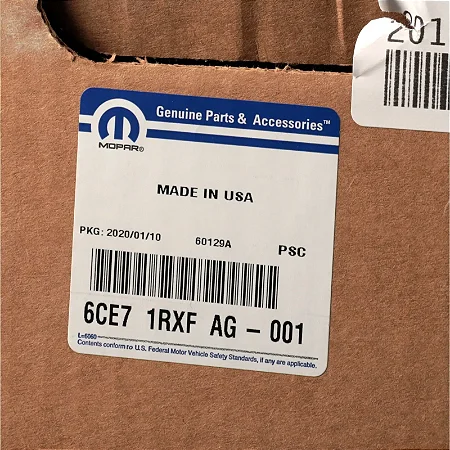 201
Genuine Parts & Accessories™
MOPAR®
MADE IN USA
PKG: 2020/01/10 60129A PSC
6CE7 1RXF AG - 001
L=6060
Contents conform to U.S. Federal Motor Vehicle Safety Standards, if any are applicable.